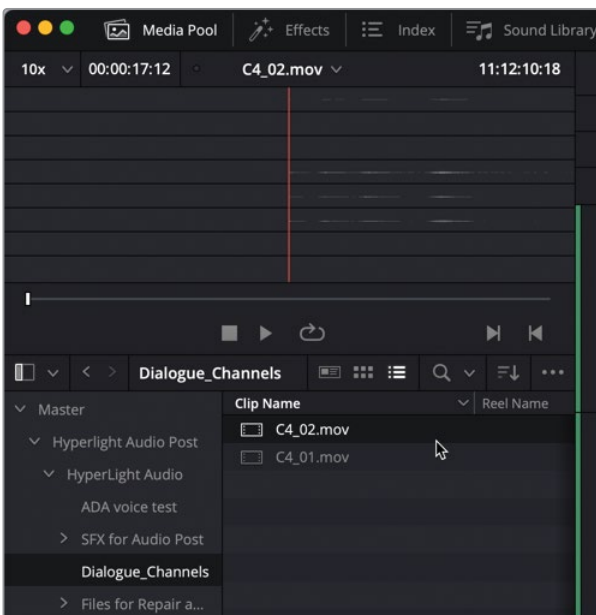 Media Pool Effects Index Sound Library
10x 00:00:17:12 C4_02.mov 11:12:10:18
Dialogue_Channels
Master
Clip Name Reel Name
C4_02.mov
Hyperlight Audio Post
C4_01.mov
HyperLight Audio
ADA voice test
SFX for Audio Post
Dialogue_Channels
Files for Repair a...